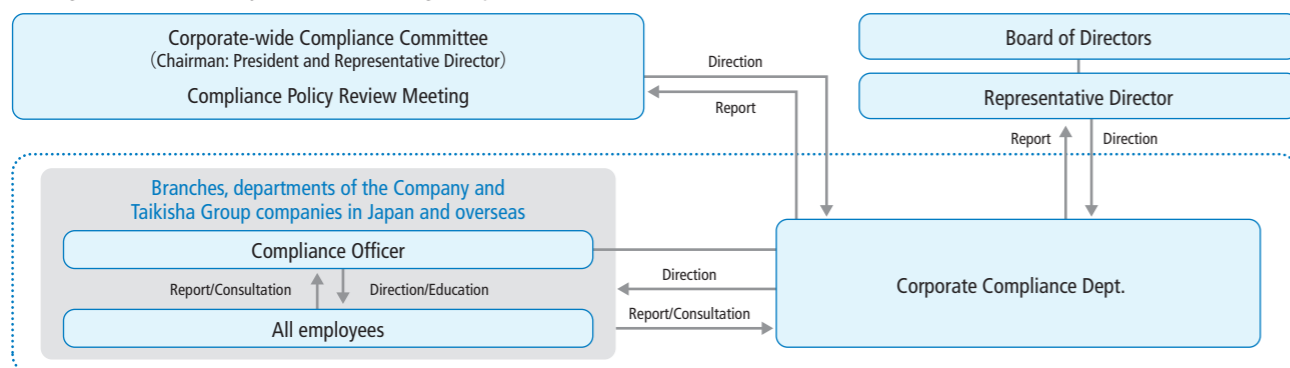 Corporate-wide Compliance Committee
(Chairman: President and Representative Director)
Compliance Policy Review Meeting
Direction
Report
Board of Directors
Representative Director
Report
Direction
Branches, departments of the Company and
Taikisha Group companies in Japan and overseas
Compliance Officer
Report/Consultation
Direction/Education
All employees
Direction
Report/Consultation
Corporate Compliance Dept.